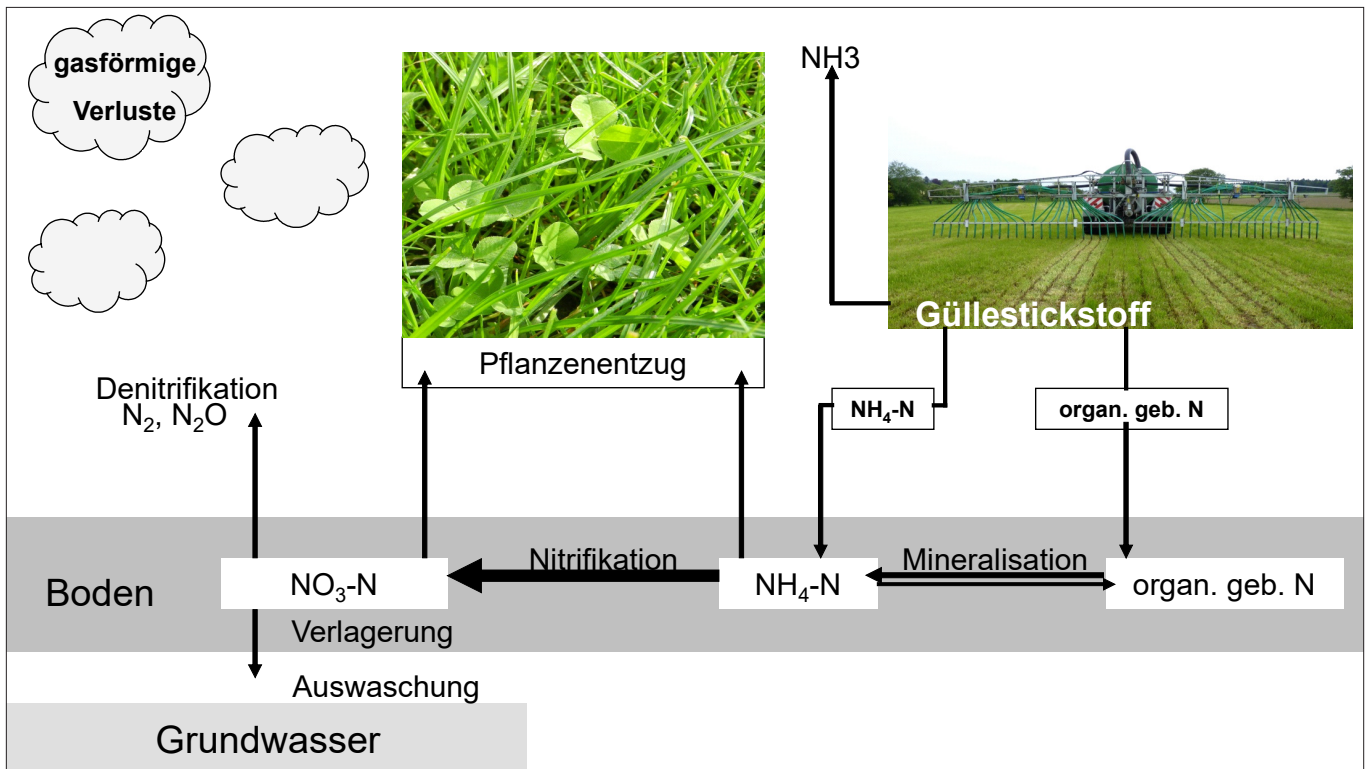 gasförmige
Verluste
NH3
Güllestickstoff
Pflanzenentzug
Denitrifikation
N₂, N₂O
NH₄-N
organ. geb. N
Nitrifikation
Mineralisation
Boden
NO₃-N
NH₄-N
organ. geb. N
Verlagerung
Auswaschung
Grundwasser